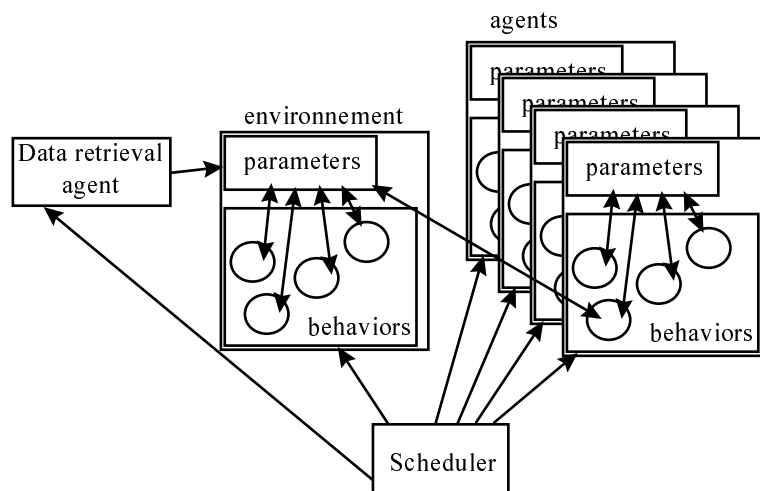 agents
parameters
parameters
parameters
parameters
environnement
parameters
Data retrieval
agent
behaviors
behaviors
Scheduler